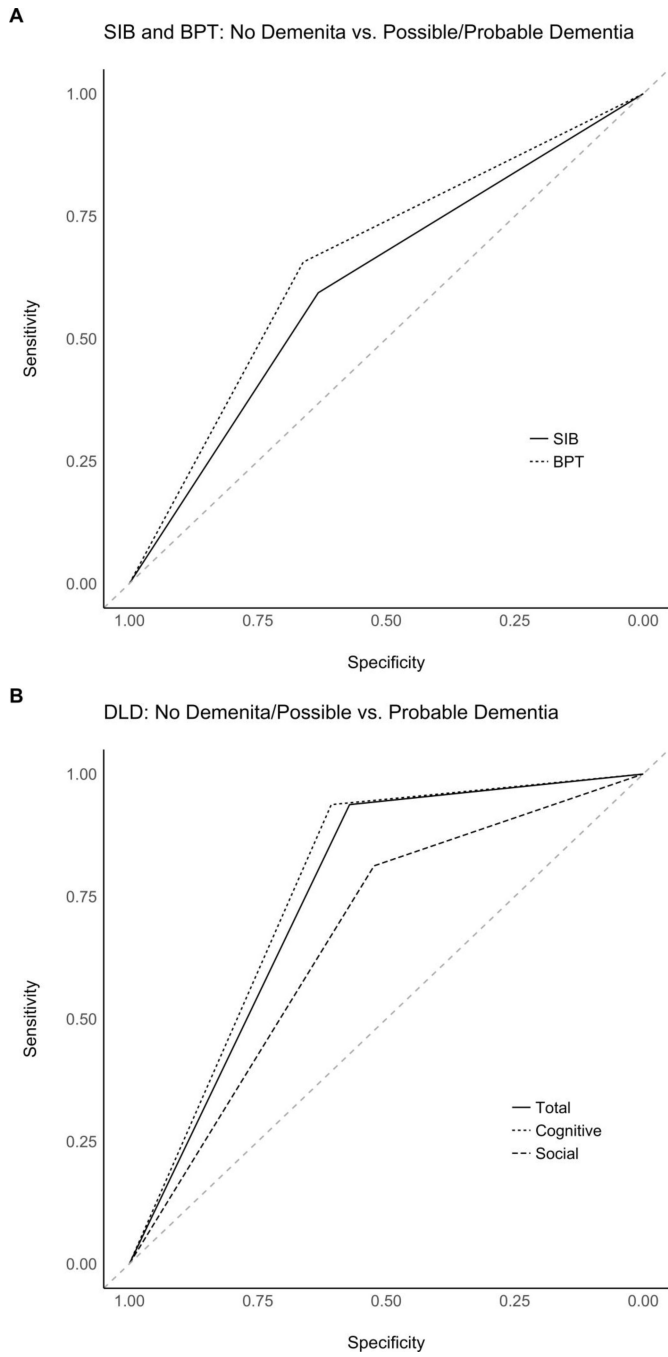 A
SIB and BPT: No Demenita vs. Possible/Probable Dementia
1.00
0.75
0.50
0.25
0.00
Sensitivity
SIB
BPT
1.00 0.75 0.50 0.25 0.00
Specificity
B
DLD: No Demenita/Possible vs. Probable Dementia
1.00
0.75
0.50
0.25
0.00
Sensitivity
Total
Cognitive
Social
1.00 0.75 0.50 0.25 0.00
Specificity